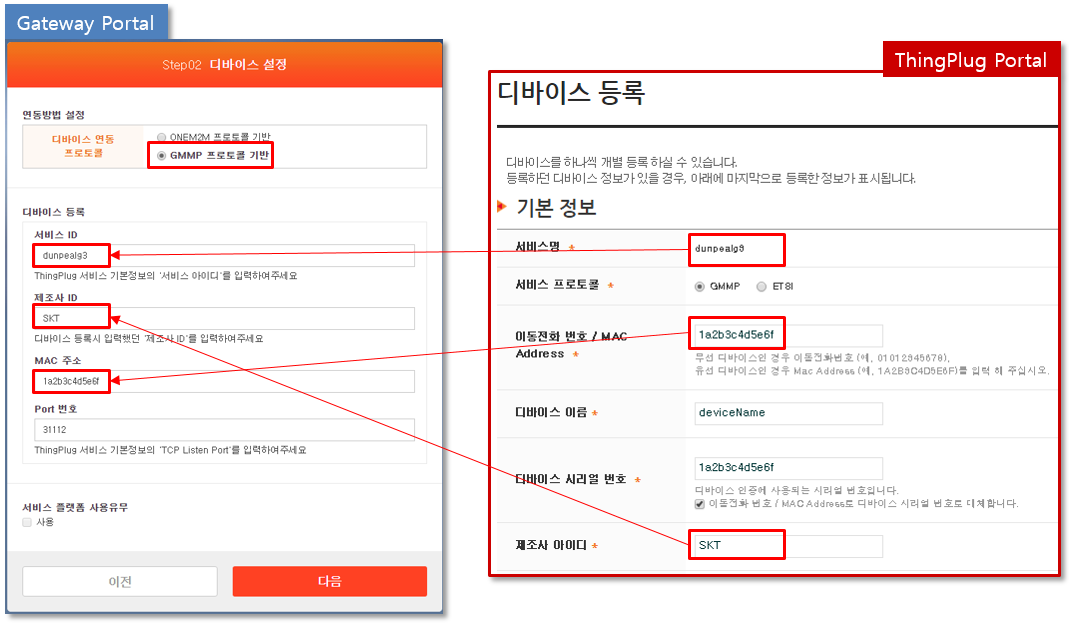 Gateway Portal
Step02 디바이스 설정
연동방법 설정
디바이스 연동
프로토콜
ONEM2M 프로토콜 기반
GMMP 프로토콜 기반
디바이스 등록
서비스 ID
dunpealg3
ThingPlug 서비스 기본정보의 '서비스 아이디'를 입력하여주세요
제조사 ID
SKT
디바이스 등록시 입력했던 '제조사 ID'를 입력하여주세요
MAC 주소
1a2b3c4d5e6f
Port 번호
31112
ThingPlug 서비스 기본정보의 'TCP Listen Port'를 입력하여주세요
서비스 플랫폼 사용유무
사용
이전
다음
ThingPlug Portal
디바이스 등록
디바이스를 하나씩 개별 등록 하실 수 있습니다.
등록하던 디바이스 정보가 있을 경우, 아래에 마지막으로 등록한 정보가 표시됩니다.
기본 정보
서비스명 *
dunpealg3
서비스 프로토콜 *
GMMP
ETSI
이동전화 번호 / MAC
Address *
1a2b3c4d5e6f
무선 디바이스인 경우 이동전화번호 (예, 01012345678),
유선 디바이스인 경우 Mac Address (예, 1A2B3C4D5E6F)를 입력 해 주십시오.
디바이스 이름 *
deviceName
디바이스 시리얼 번호 *
1a2b3c4d5e6f
디바이스 인증에 사용되는 시리얼 번호입니다.
이동전화 번호 / MAC Address로 디바이스 시리얼 번호로 대체합니다.
제조사 아이디 *
SKT